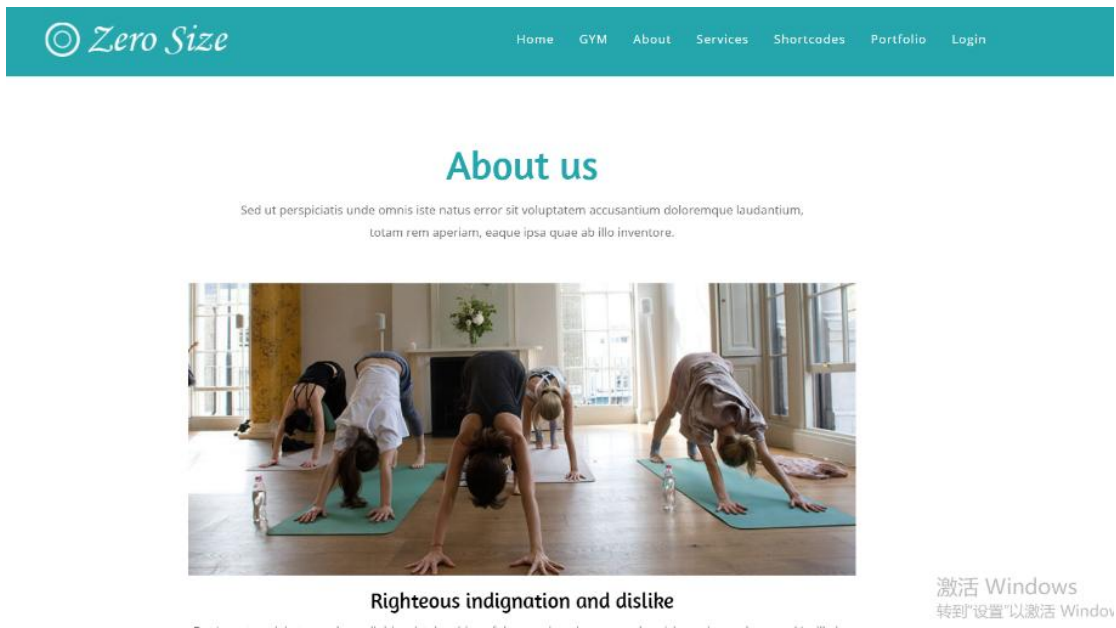 Zero Size
Home GYM About Services Shortcodes Portfolio Login
About us
Sed ut perspiciatis unde omnis iste natus error sit voluptatem accusantium doloremque laudantium,
totam rem aperiam, eaque ipsa quae ab illo inventore.
Righteous indignation and dislike
激活 Windows
转到"设置"以激活 Window